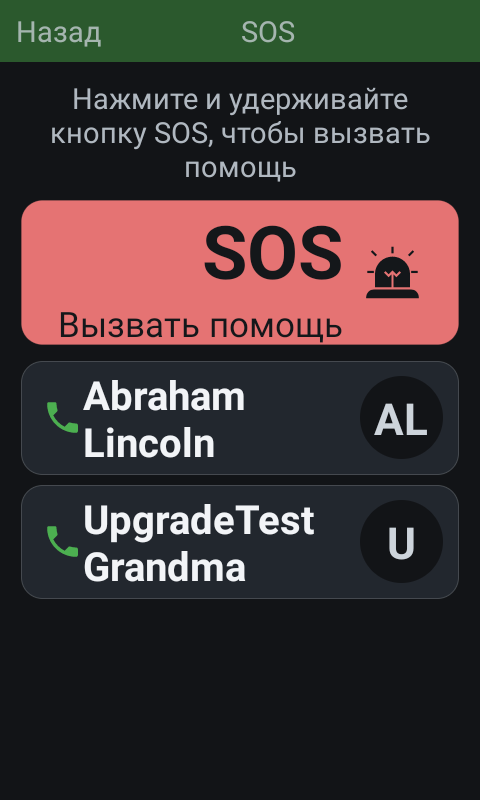 Назад
SOS
Нажмите и удерживайте
кнопку SOS, чтобы вызвать
помощь
SOS
Вызвать помощь
Abraham
Lincoln
AL
UpgradeTest
Grandma
U